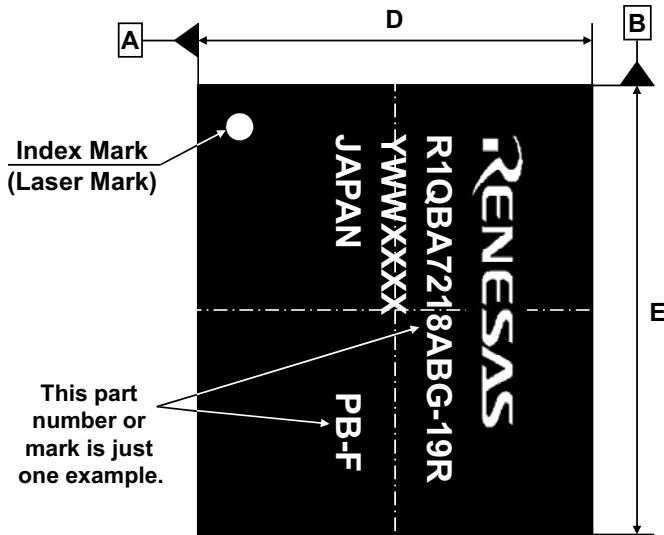 A
D
B
Index Mark
(Laser Mark)
RENESAS
R1QBA7218ABG-19R
YWWXXXX
JAPAN
PB-F
E
This part
number or
mark is just
one example.